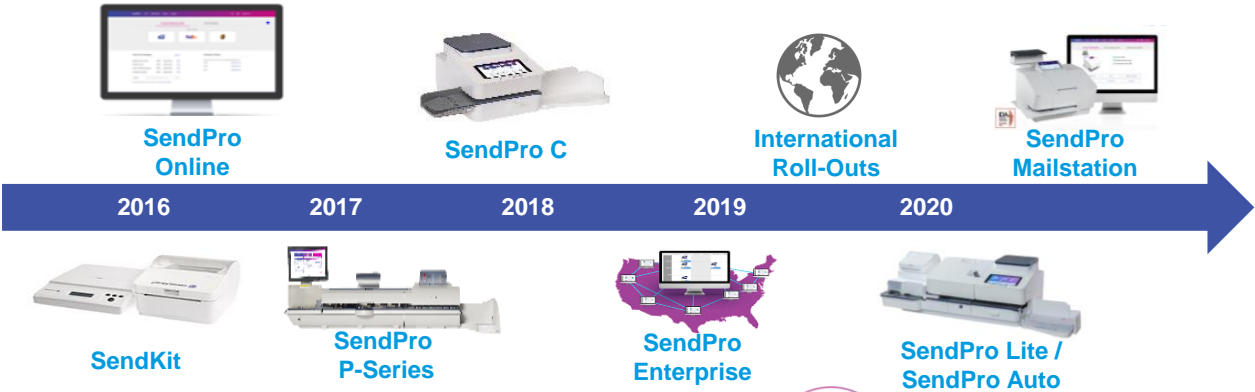 SendPro
Online
SendPro C
International
Roll-Outs
SendPro
Mailstation
2016 2017 2018 2019 2020
SendKit
SendPro
P-Series
SendPro
Enterprise
SendPro Lite /
SendPro Auto